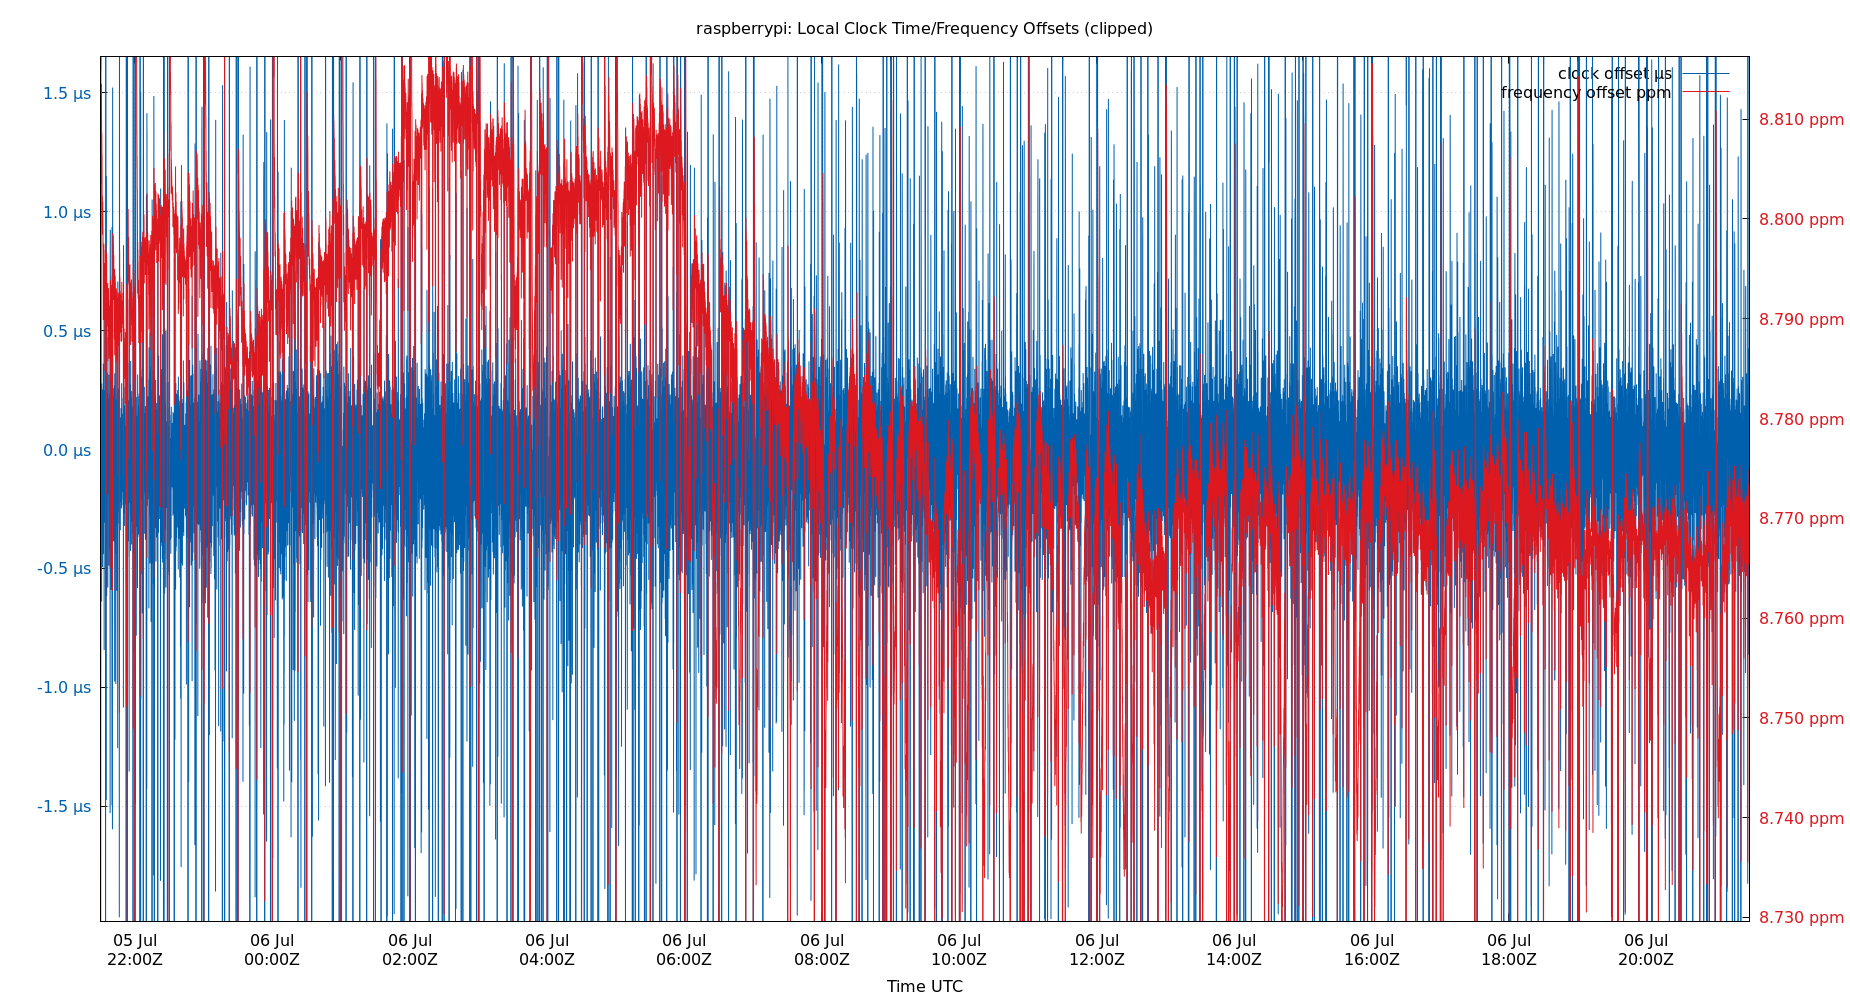 raspberrypi: Local Clock Time/Frequency Offsets (clipped)
clock offset µs
frequency offset ppm
1.5 µs
1.0 µs
0.5 µs
0.0 µs
-0.5 µs
-1.0 µs
-1.5 µs
8.810 ppm
8.800 ppm
8.790 ppm
8.780 ppm
8.770 ppm
8.760 ppm
8.750 ppm
8.740 ppm
8.730 ppm
05 Jul 06 Jul 06 Jul 06 Jul 06 Jul 06 Jul 06 Jul 06 Jul 06 Jul 06 Jul 06 Jul 06 Jul
22:00Z 00:00Z 02:00Z 04:00Z 06:00Z 08:00Z 10:00Z 12:00Z 14:00Z 16:00Z 18:00Z 20:00Z
Time UTC